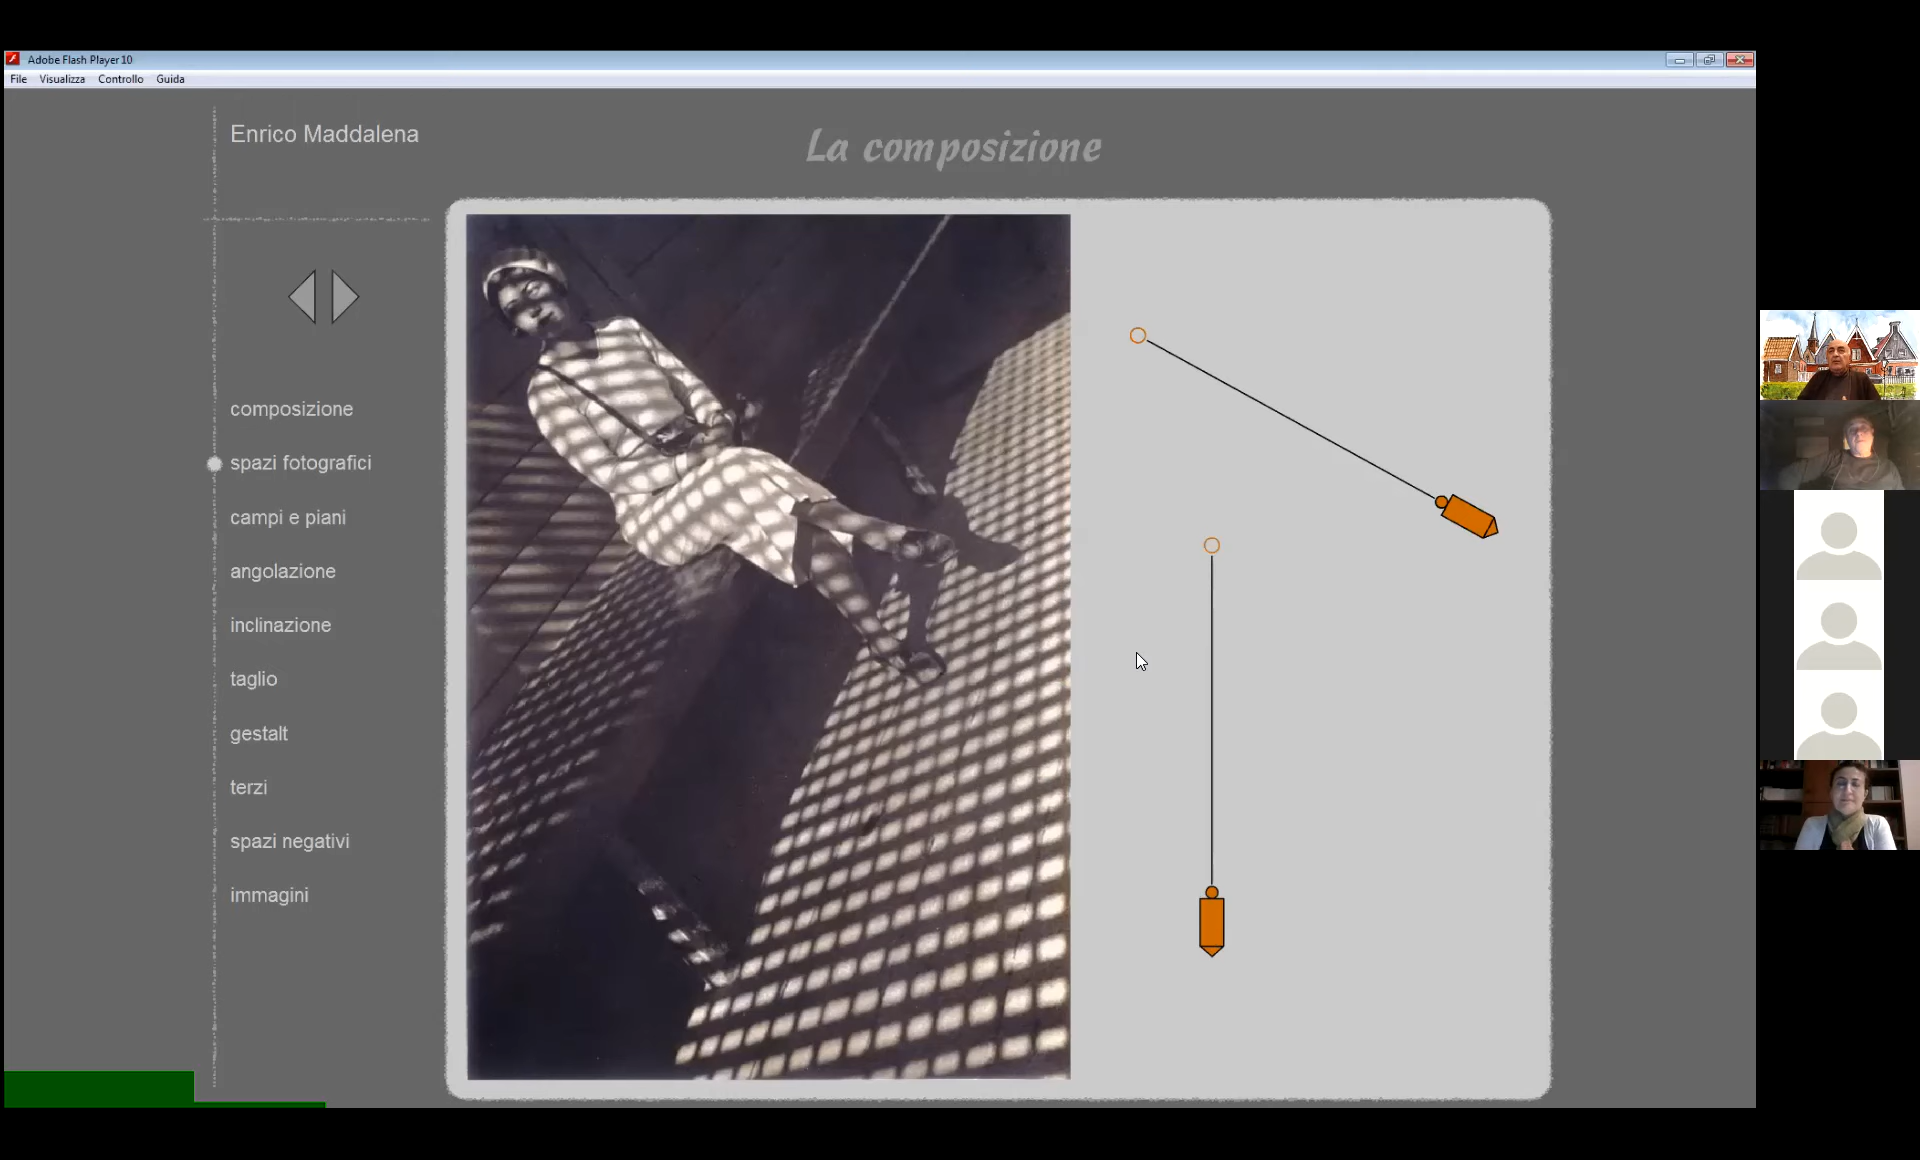 Adobe Flash Player 10
File Visualizza Controllo Guida
Enrico Maddalena
La composizione
composizione
spazi fotografici
campi e piani
angolazione
inclinazione
taglio
gestalt
terzi
spazi negativi
immagini